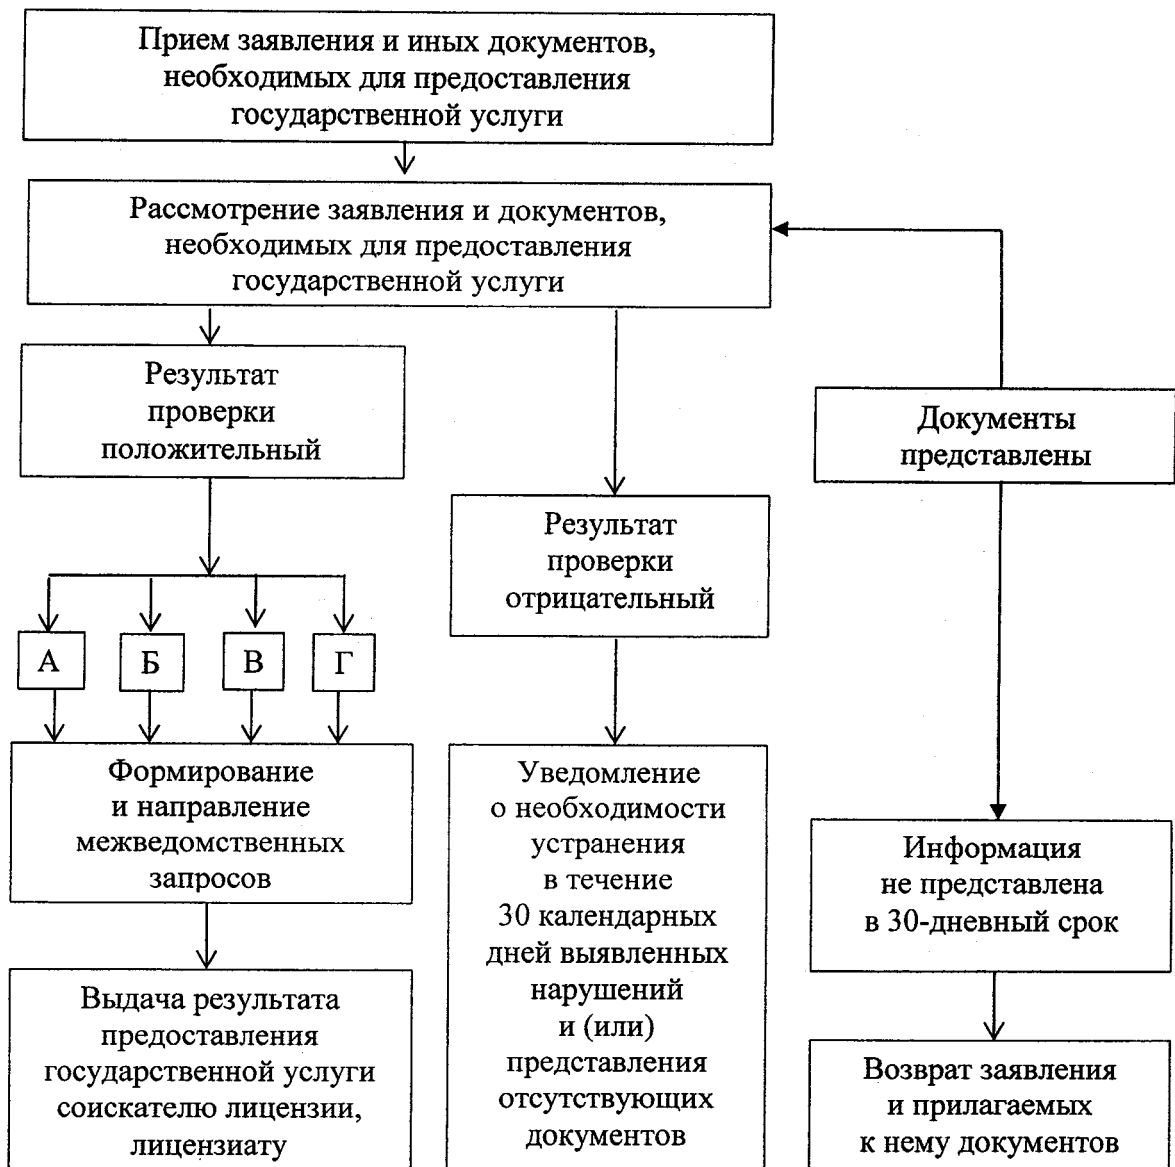 Прием заявления и иных документов,
необходимых для предоставления
государственной услуги
Рассмотрение заявления и документов,
необходимых для предоставления
государственной услуги
Результат
проверки
положительный
Документы
представлены
Результат
проверки
отрицательный
А
Б
В
Г
Формирование
и направление
межведомственных
запросов
Уведомление
о необходимости
устранения
в течение
30 календарных
дней выявленных
нарушений
и (или)
представления
отсутствующих
документов
Информация
не представлена
в 30-дневный срок
Выдача результата
предоставления
государственной услуги
соискателю лицензии,
лицензиату
Возврат заявления
и прилагаемых
к нему документов